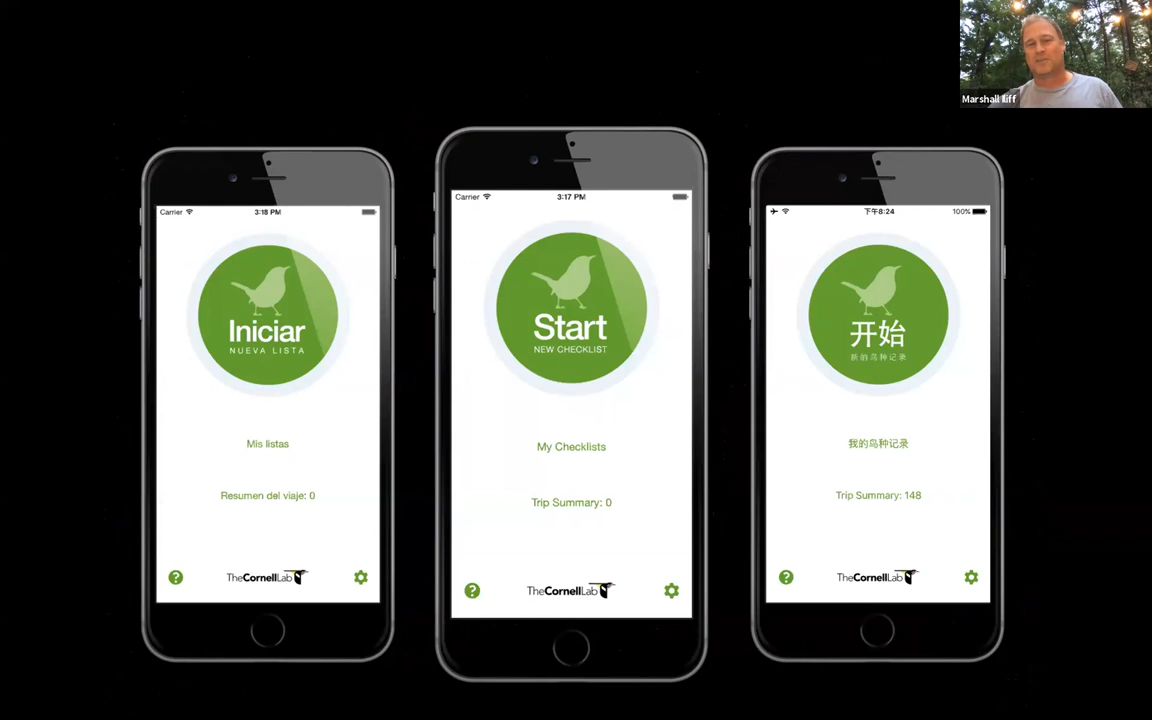 Marshall Iliff
Carrier
3:18 PM
Iniciar
NUEVA LISTA
Mis listas
Resumen del viaje: 0
?
TheCornellLab
Carrier
3:17 PM
Start
NEW CHECKLIST
My Checklists
Trip Summary: 0
?
TheCornellLab
下午8:24
100%
开始
新的鸟种记录
我的鸟种记录
Trip Summary: 148
?
TheCornellLab